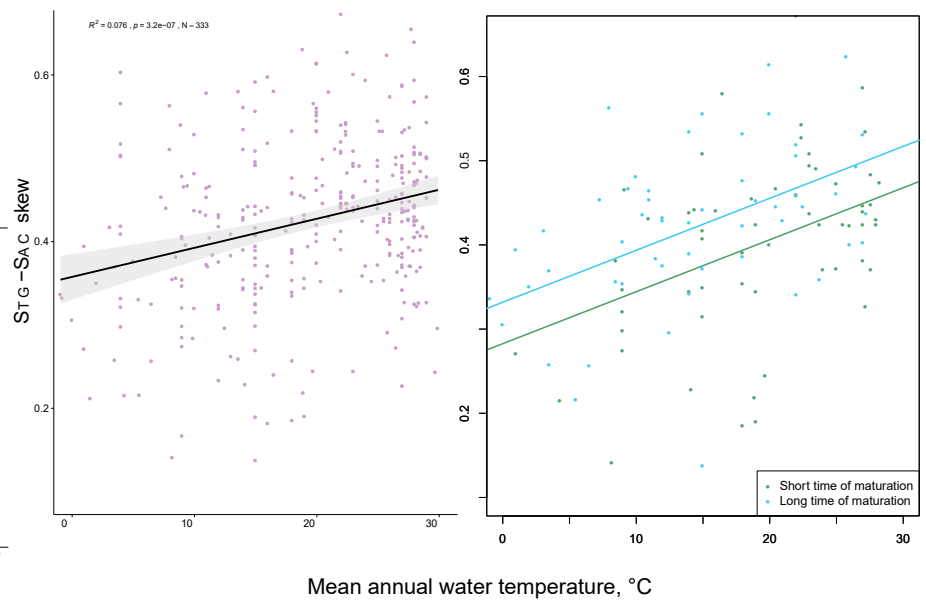 R² = 0.076 , p = 3.2e−07 , N = 333
0.6
0.4
0.2
0 10 20 30
STG−SAC skew
0.6
0.5
0.4
0.2
Short time of maturation
Long time of maturation
0 10 20 30
Mean annual water temperature, °C